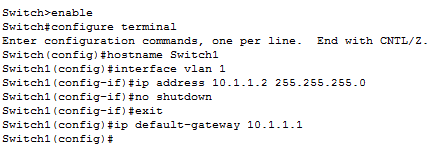 Switch>enable
Switch#configure terminal
Enter configuration commands, one per line.  End with CNTL/Z.
Switch(config)#hostname Switch1
Switch1(config)#interface vlan 1
Switch1(config-if)#ip address 10.1.1.2 255.255.255.0
Switch1(config-if)#no shutdown
Switch1(config-if)#exit
Switch1(config)#ip default-gateway 10.1.1.1
Switch1(config)#